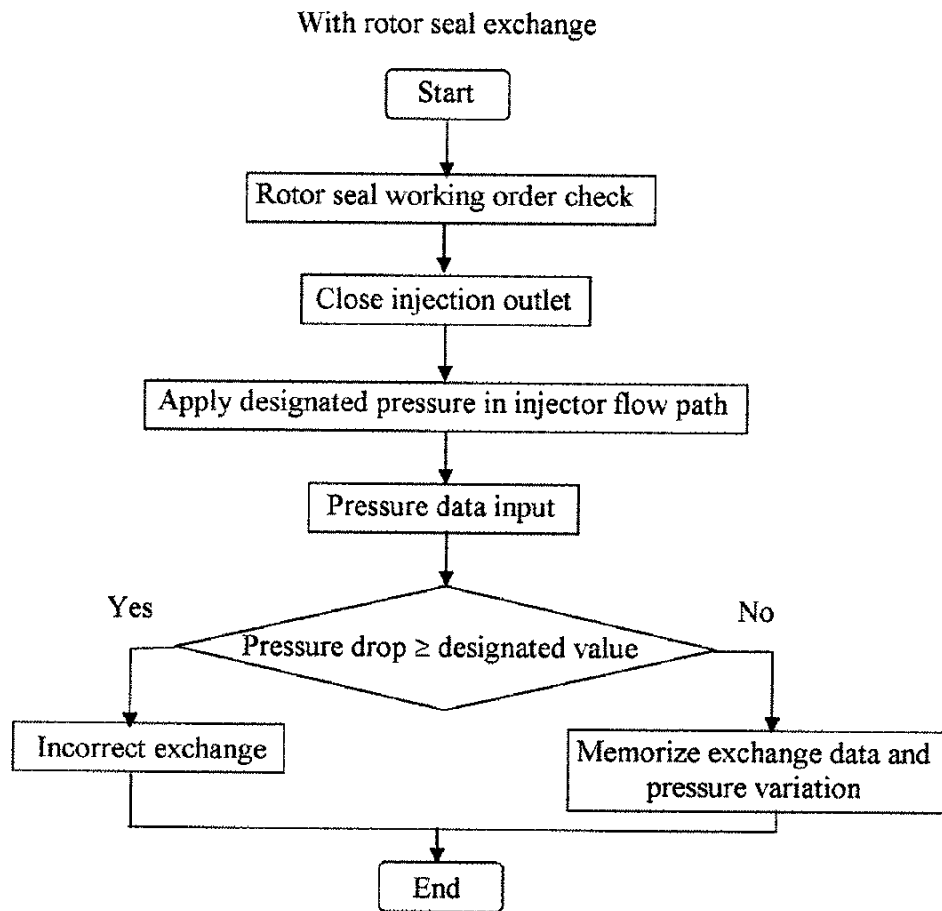 With rotor seal exchange
Start
Rotor seal working order check
Close injection outlet
Apply designated pressure in injector flow path
Pressure data input
Yes
No
Pressure drop ≥ designated value
Incorrect exchange
Memorize exchange data and
pressure variation
End